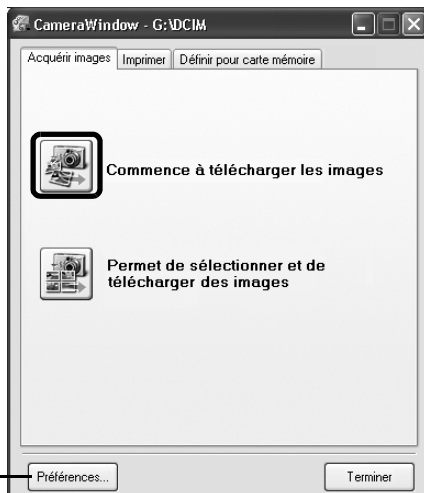 CameraWindow - G:\DCIM
Acquérir images
Imprimer
Définir pour carte mémoire
Commence à télécharger les images
Permet de sélectionner et de
télécharger des images
Préférences...
Terminer